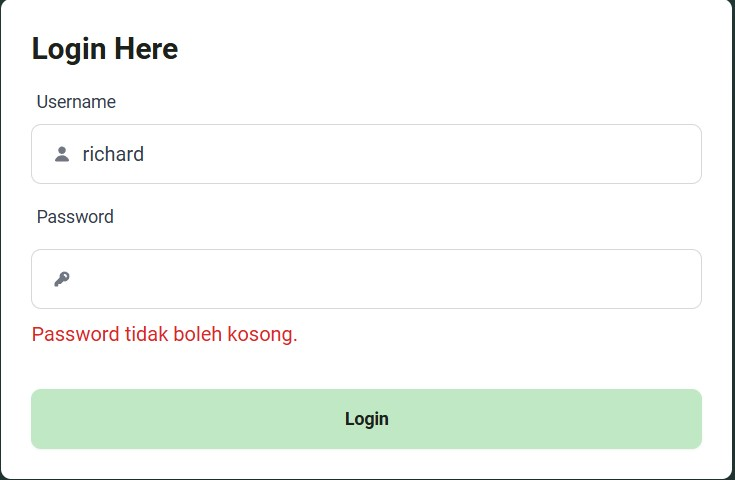 Login Here
Username
richard
Password
Password tidak boleh kosong.
Login